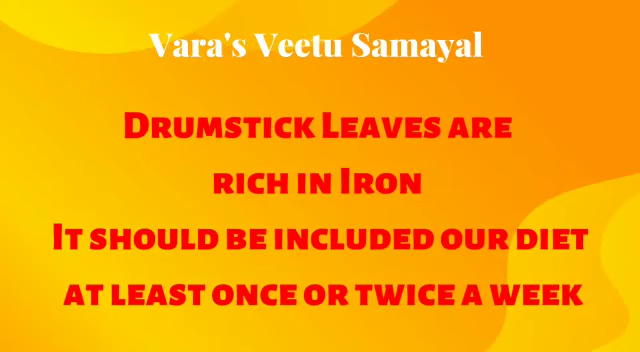 Vara's Veetu Samayal
Drumstick Leaves are
rich in Iron
It should be included our diet
at least once or twice a week